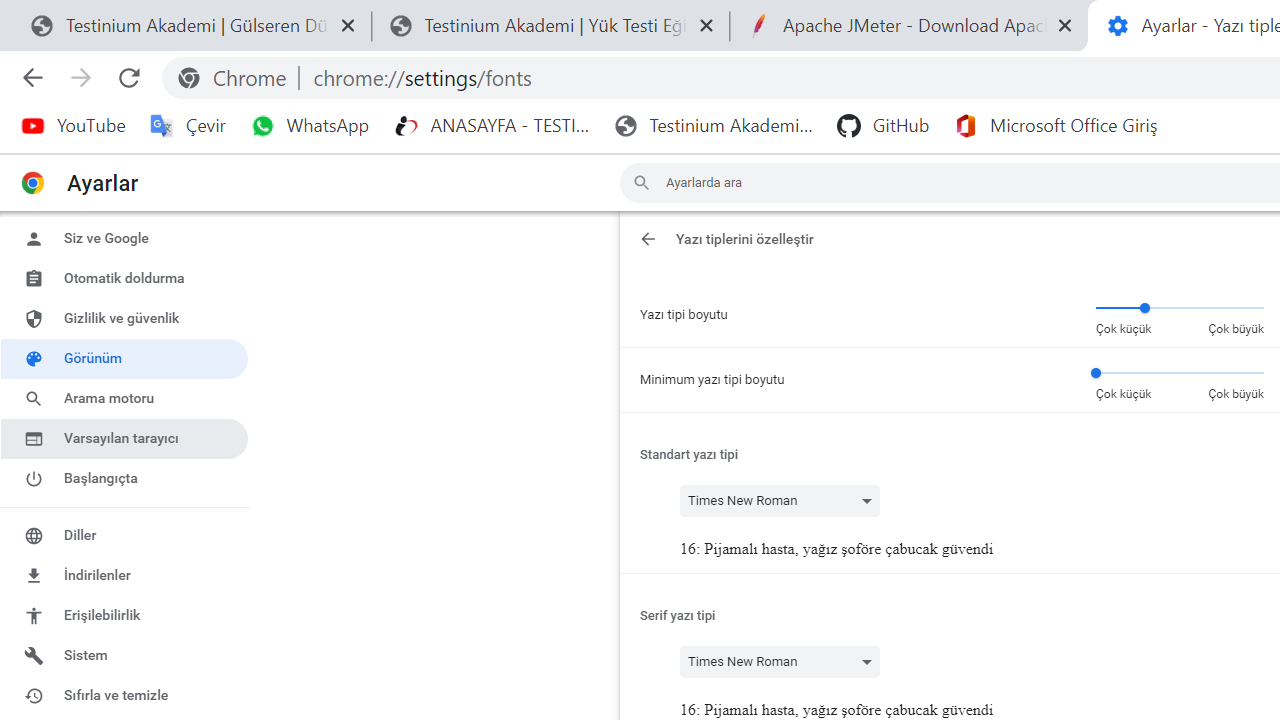 Testinium Akademi | Gülseren Dü
Testinium Akademi | Yük Testi Eği
Apache JMeter - Download Apac
Ayarlar - Yazı tiple
Chrome | chrome://settings/fonts
YouTube
Çevir
WhatsApp
ANASAYFA - TESTI...
Testinium Akademi...
GitHub
Microsoft Office Giriş
Ayarlar
Ayarlarda ara
Siz ve Google
Otomatik doldurma
Gizlilik ve güvenlik
Görünüm
Arama motoru
Varsayılan tarayıcı
Başlangıçta
Diller
İndirilenler
Erişilebilirlik
Sistem
Sıfırla ve temizle
Yazı tiplerini özelleştir
Yazı tipi boyutu
Çok küçük
Çok büyük
Minimum yazı tipi boyutu
Çok küçük
Çok büyük
Standart yazı tipi
Times New Roman
16: Pijamalı hasta, yağız şoföre çabucak güvendi
Serif yazı tipi
Times New Roman
16: Pijamalı hasta, yağız şoföre çabucak güvendi